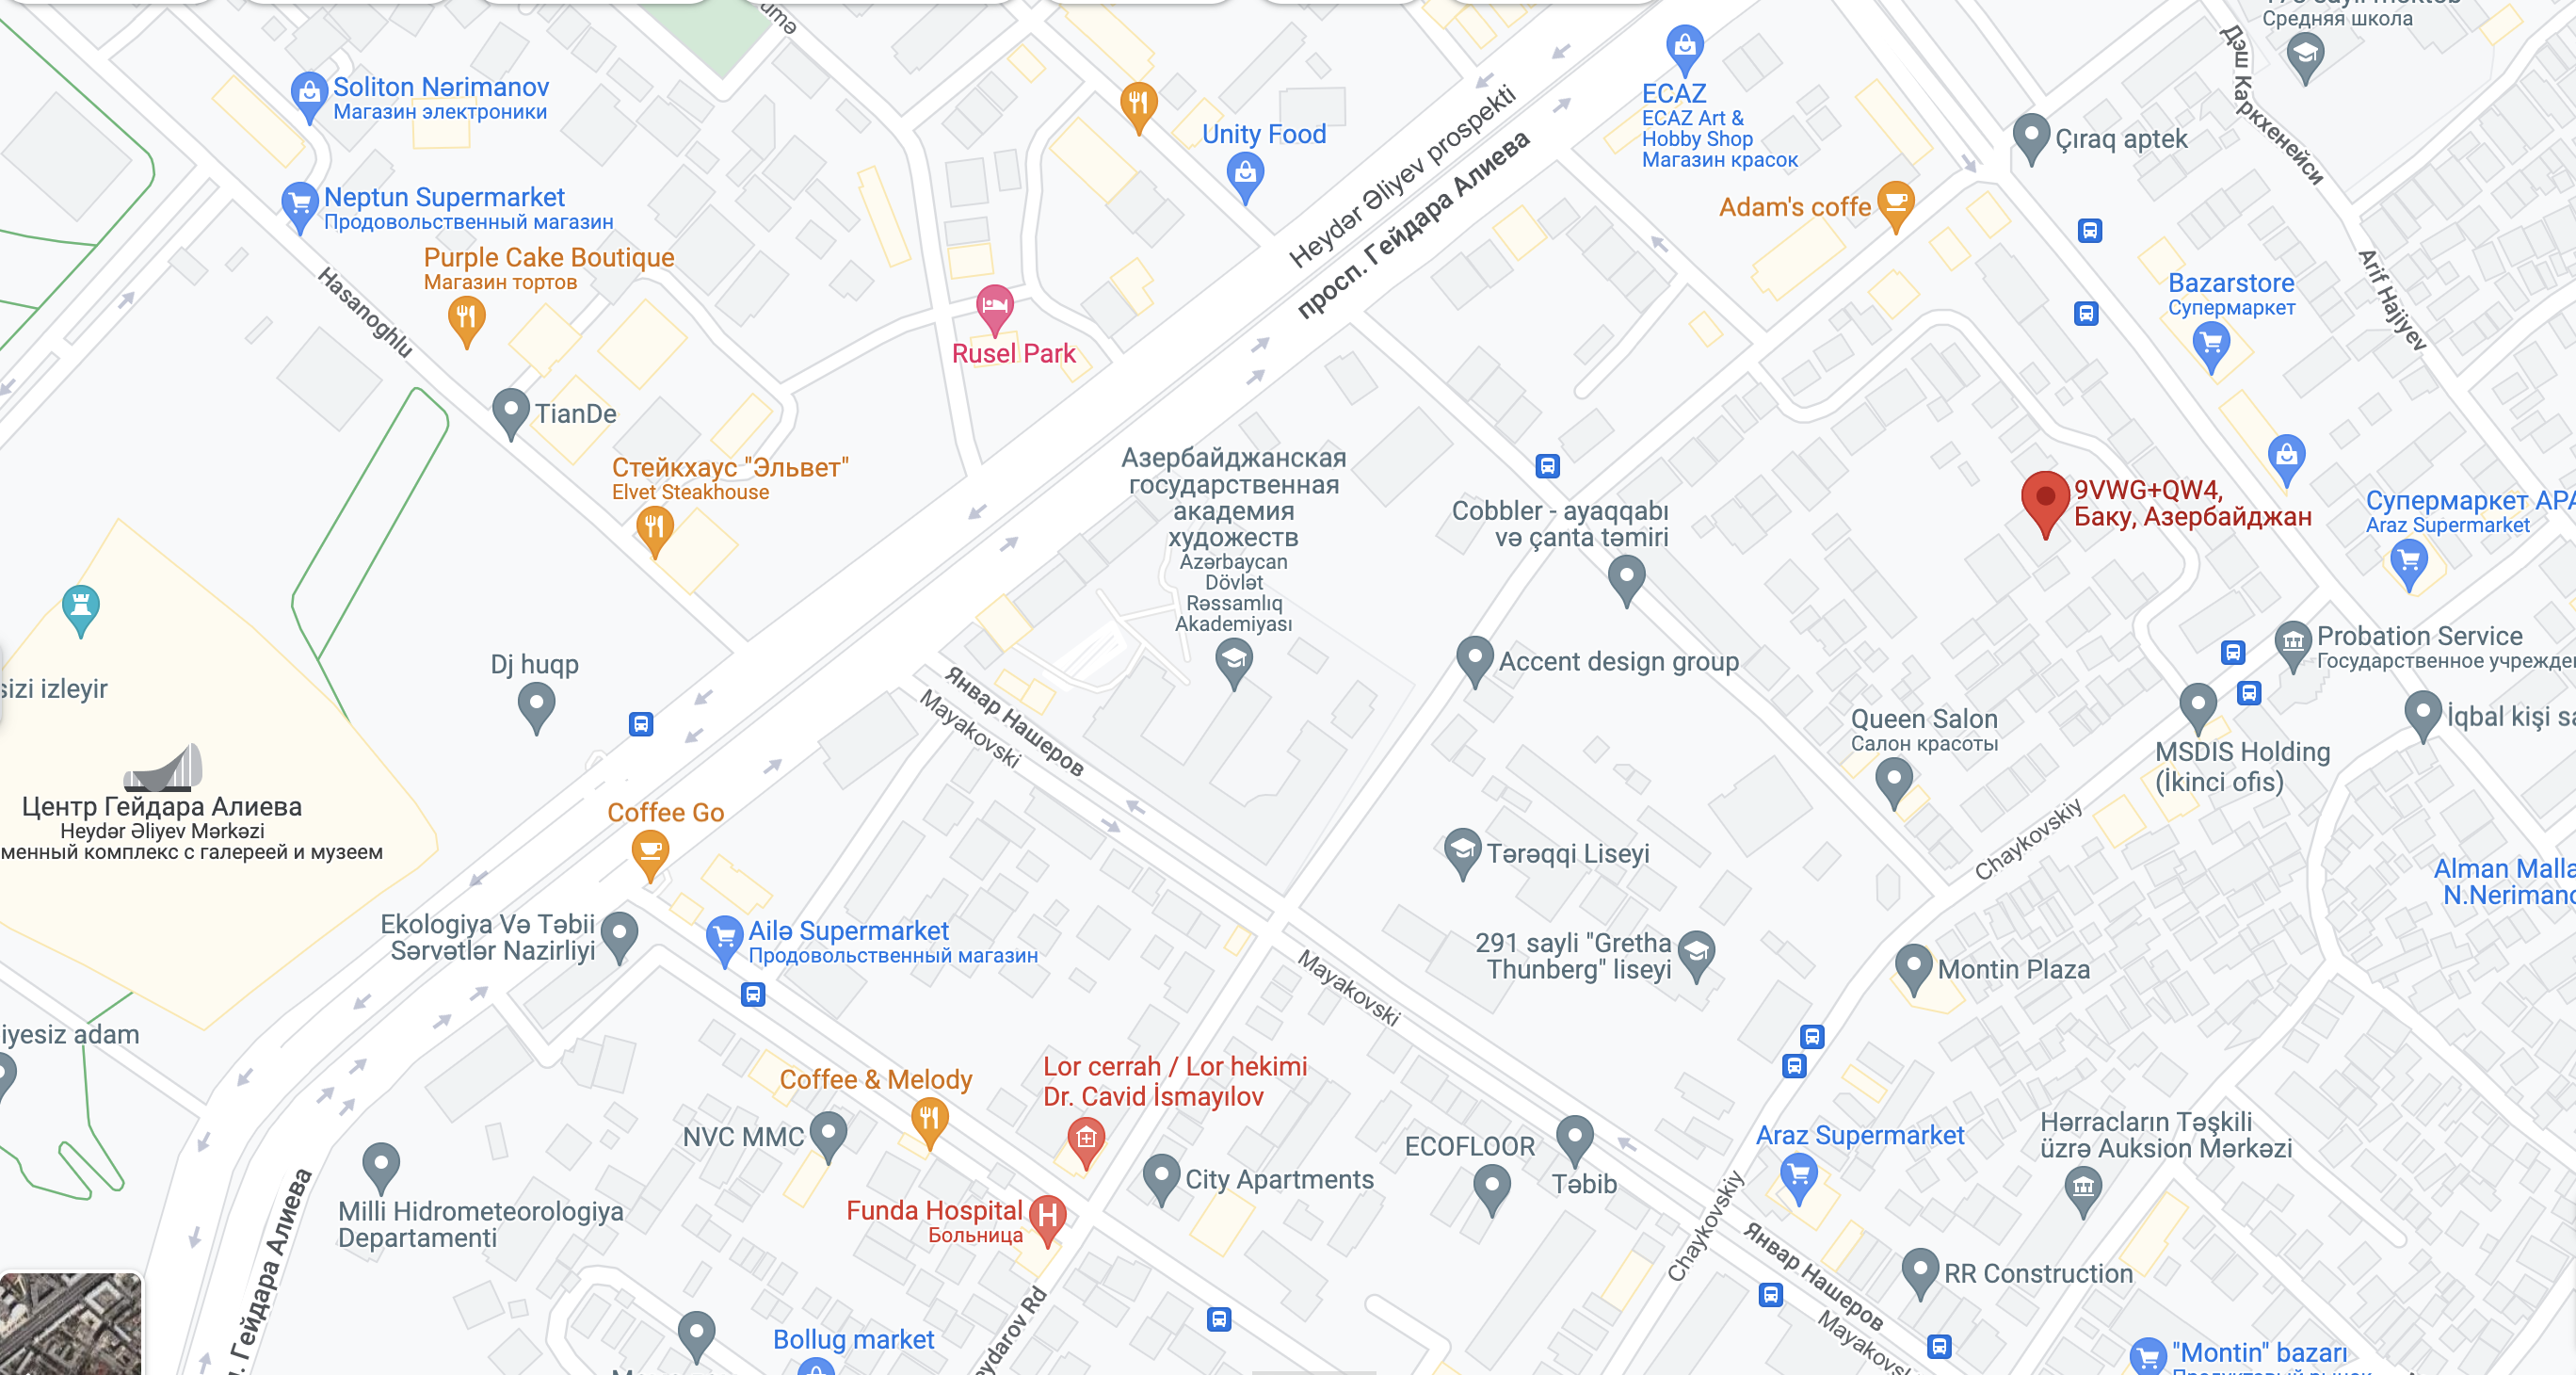 Средняя школа
Дэш Каркхенейси
Soliton Nərimanov
Магазин электроники
ECAZ
ECAZ Art &
Hobby Shop
Магазин красок
Unity Food
Heydər Əliyev prospekti
просп. Гейдара Алиева
Çıraq aptek
Neptun Supermarket
Продовольственный магазин
Adam's coffe
Purple Cake Boutique
Магазин тортов
Hasanoghlu
Arif Hajiyev
Bazarstore
Супермаркет
Rusel Park
TianDe
Стейкхаус "Эльвет"
Elvet Steakhouse
Азербайджанская
государственная
академия
художеств
Azərbaycan
Dövlət
Rəssamlıq
Akademiyası
Cobbler - ayaqqabı
və çanta təmiri
9VWG+QW4,
Баку, Азербайджан
Супермаркет АРА
Araz Supermarket
Dj huqp
sizi izleyir
Январ Нашеров
Mayakovski
Accent design group
Probation Service
Государственное учрежде
Queen Salon
Салон красоты
MSDIS Holding
(İkinci ofis)
İqbal kişi sa
Центр Гейдара Алиева
Heydər Əliyev Mərkəzi
менный комплекс с галереей и музеем
Coffee Go
Chaykovskiy
Tərəqqi Liseyi
Alman Malla
N.Nerimano
Ekologiya Və Təbii
Sərvətlər Nazirliyi
Ailə Supermarket
Продовольственный магазин
291 sayli "Gretha
Thunberg" liseyi
Mayakovski
Montin Plaza
iyesiz adam
Coffee & Melody
Lor cerrah / Lor hekimi
Dr. Cavid İsmayılov
NVC MMC
ECOFLOOR
Təbib
Araz Supermarket
Hərracların Təşkili
üzrə Auksion Mərkəzi
City Apartments
Milli Hidrometeorologiya
Departamenti
Funda Hospital
Больница
Гейдара Алиева
Chaykovskiy
Январ Нашеров
Mayakovs
RR Construction
eydarov Rd
Bollug market
"Montin" bazarı